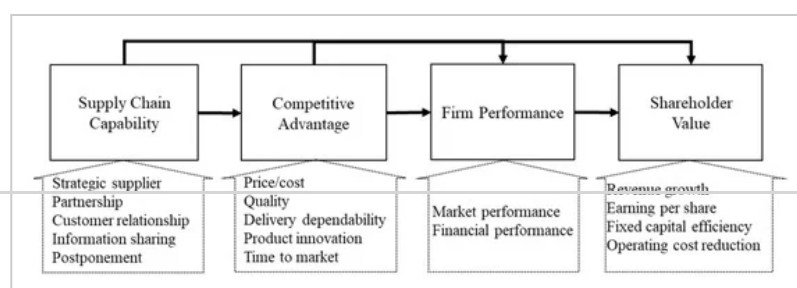 Supply Chain
Capability
Competitive
Advantage
Firm Performance
Shareholder
Value
Strategic supplier
Partnership
Customer relationship
Information sharing
Postponement
Price/cost
Quality
Delivery dependability
Product innovation
Time to market
Market performance
Financial performance
Revenue growth
Earning per share
Fixed capital efficiency
Operating cost reduction